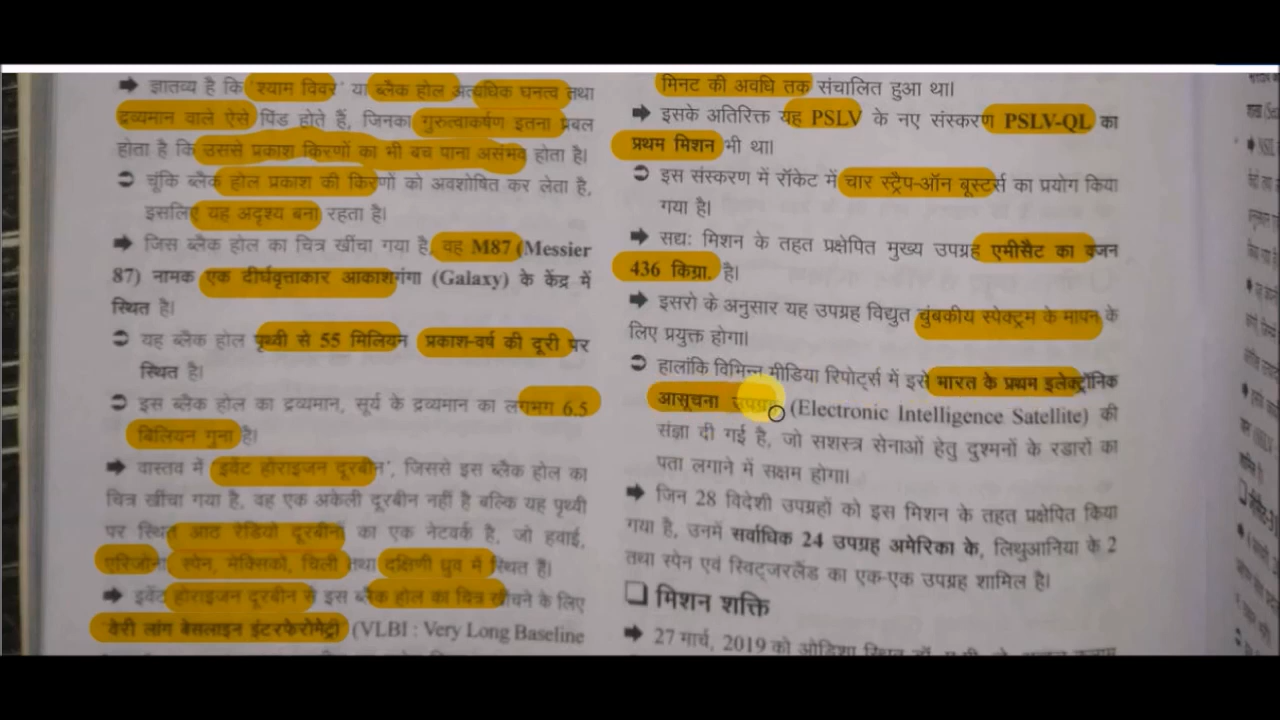 ➡ ज्ञातव्य है कि 'श्याम विवर' या ब्लैक होल अत्यधिक घनत्व तथा
द्रव्यमान वाले ऐसे पिंड होते हैं, जिनका गुरुत्वाकर्षण इतना प्रबल
होता है कि उससे प्रकाश किरणों का भी बच पाना असंभव होता है।
➲ चूंकि ब्लैक होल प्रकाश की किरणों को अवशोषित कर लेता है,
इसलिए यह अदृश्य बना रहता है।
➡ जिस ब्लैक होल का चित्र खींचा गया है, वह M87 (Messier
87) नामक एक दीर्घवृत्ताकार आकाशगंगा (Galaxy) के केंद्र में
स्थित है।
➲ यह ब्लैक होल पृथ्वी से 55 मिलियन प्रकाश-वर्ष की दूरी पर
स्थित है।
➲ इस ब्लैक होल का द्रव्यमान, सूर्य के द्रव्यमान का लगभग 6.5
बिलियन गुना है।
➡ वास्तव में 'इवेंट होराइजन दूरबीन', जिससे इस ब्लैक होल का
चित्र खींचा गया है, वह एक अकेली दूरबीन नहीं है बल्कि यह पृथ्वी
पर स्थित आठ रेडियो दूरबीनों का एक नेटवर्क है, जो हवाई,
एरिजोना, स्पेन, मेक्सिको, चिली तथा दक्षिणी ध्रुव में स्थित है।
➡ इवेंट होराइजन दूरबीन से इस ब्लैक होल का चित्र खींचने के लिए
'वेरी लांग बेसलाइन इंटरफेरोमेट्री' (VLBI : Very Long Baseline
मिनट की अवधि तक संचालित हुआ था।
➡ इसके अतिरिक्त यह PSLV के नए संस्करण PSLV-QL का
प्रथम मिशन भी था।
➲ इस संस्करण में रॉकेट में चार स्ट्रैप-ऑन बूस्टर्स का प्रयोग किया
गया है।
➡ सद्य: मिशन के तहत प्रक्षेपित मुख्य उपग्रह एमीसैट का वजन
436 किग्रा. है।
➡ इसरो के अनुसार यह उपग्रह विद्युत चुंबकीय स्पेक्ट्रम के मापन के
लिए प्रयुक्त होगा।
➲ हालांकि विभिन्न मीडिया रिपोर्ट्स में इसे भारत के प्रथम इलेक्ट्रॉनिक
आसूचना उपग्रह (Electronic Intelligence Satellite) की
संज्ञा दी गई है, जो सशस्त्र सेनाओं हेतु दुश्मनों के रडारों का
पता लगाने में सक्षम होगा।
➡ जिन 28 विदेशी उपग्रहों को इस मिशन के तहत प्रक्षेपित किया
गया है, उनमें सर्वाधिक 24 उपग्रह अमेरिका के, लिथुआनिया के 2
तथा स्पेन एवं स्विट्जरलैंड का एक-एक उपग्रह शामिल है।
❑ मिशन शक्ति
➡ 27 मार्च, 2019 को ओडिशा स्थित